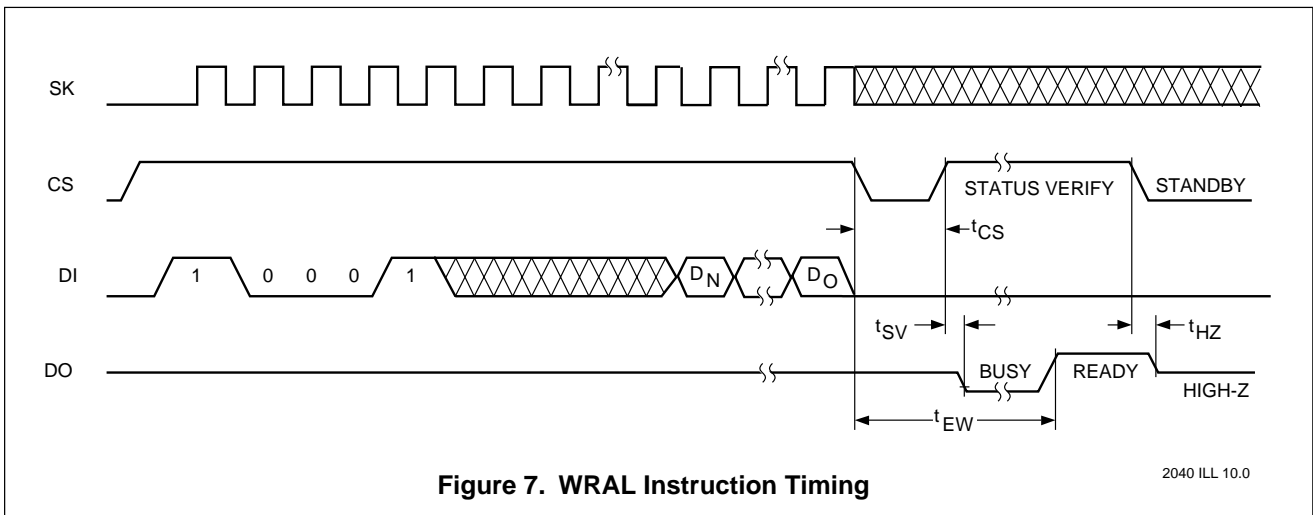 SK
CS
STATUS VERIFY
STANDBY
tCS
DI
1
0
0
0
1
DN
DO
tSV
tHZ
DO
BUSY
READY
HIGH-Z
tEW
Figure 7. WRAL Instruction Timing
2040 ILL 10.0